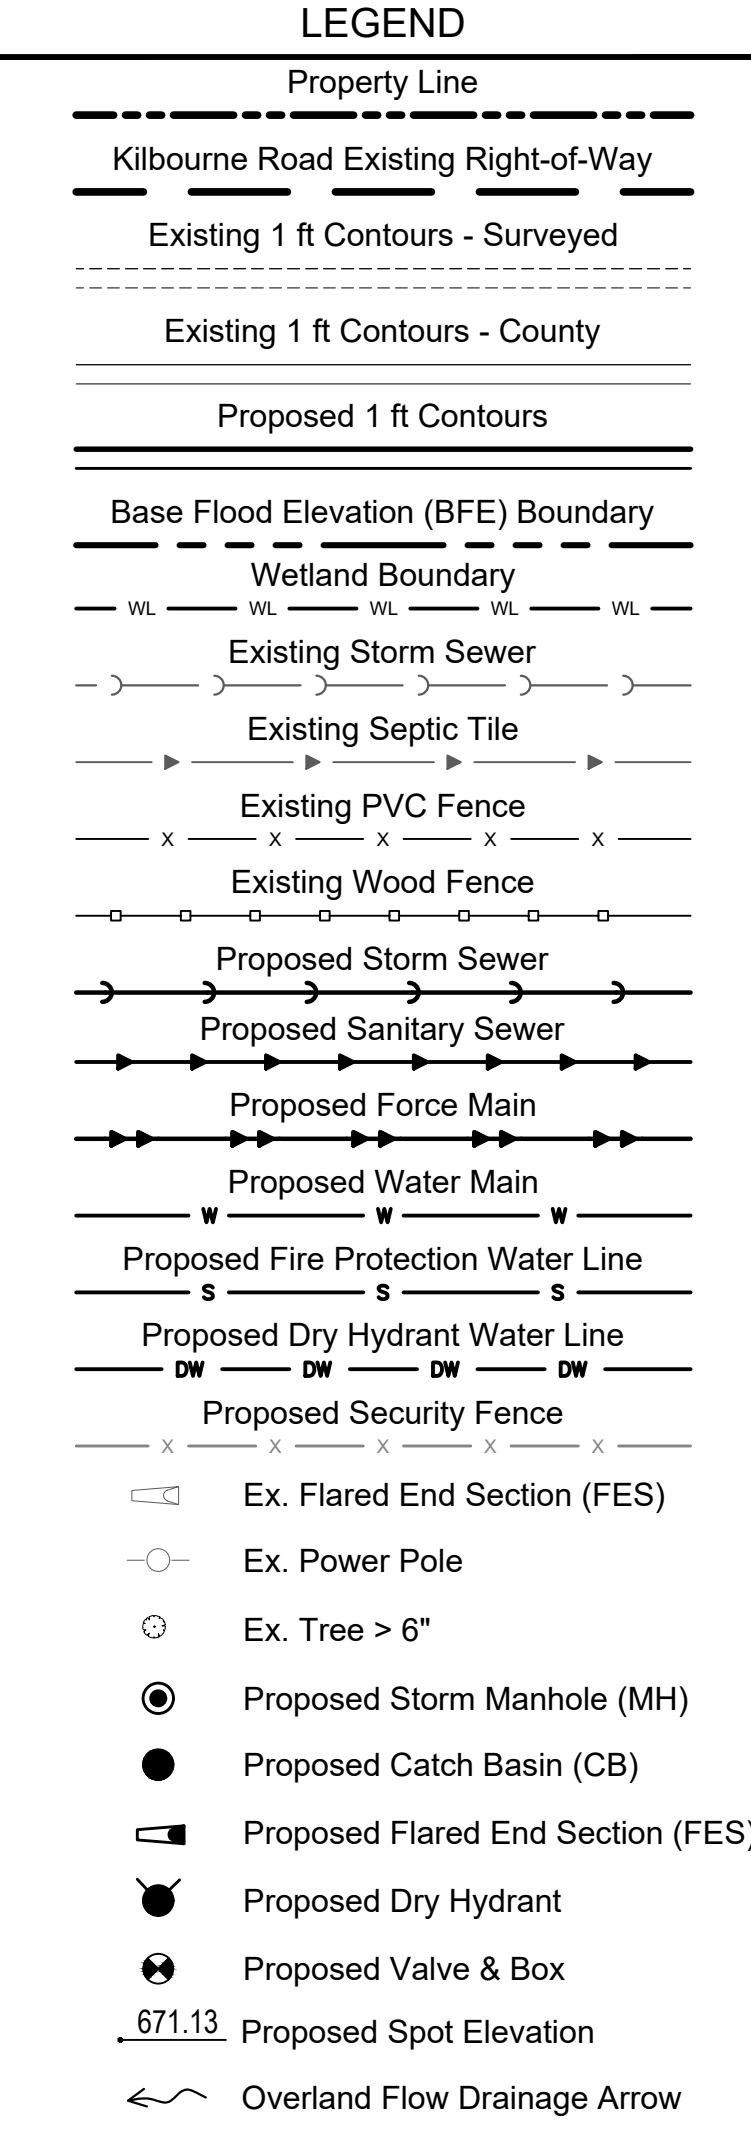 LEGEND
Property Line
Kilbourne Road Existing Right-of-Way
Existing 1 ft Contours - Surveyed
Existing 1 ft Contours - County
Proposed 1 ft Contours
Base Flood Elevation (BFE) Boundary
Wetland Boundary
WL WL WL WL WL
Existing Storm Sewer
Existing Septic Tile
Existing PVC Fence
X X X X X
Existing Wood Fence
Proposed Storm Sewer
Proposed Sanitary Sewer
Proposed Force Main
Proposed Water Main
W W W
Proposed Fire Protection Water Line
S S S
Proposed Dry Hydrant Water Line
DW DW DW DW
Proposed Security Fence
X X X X X
Ex. Flared End Section (FES)
Ex. Power Pole
Ex. Tree > 6"
Proposed Storm Manhole (MH)
Proposed Catch Basin (CB)
Proposed Flared End Section (FES)
Proposed Dry Hydrant
Proposed Valve & Box
671.13 Proposed Spot Elevation
Overland Flow Drainage Arrow